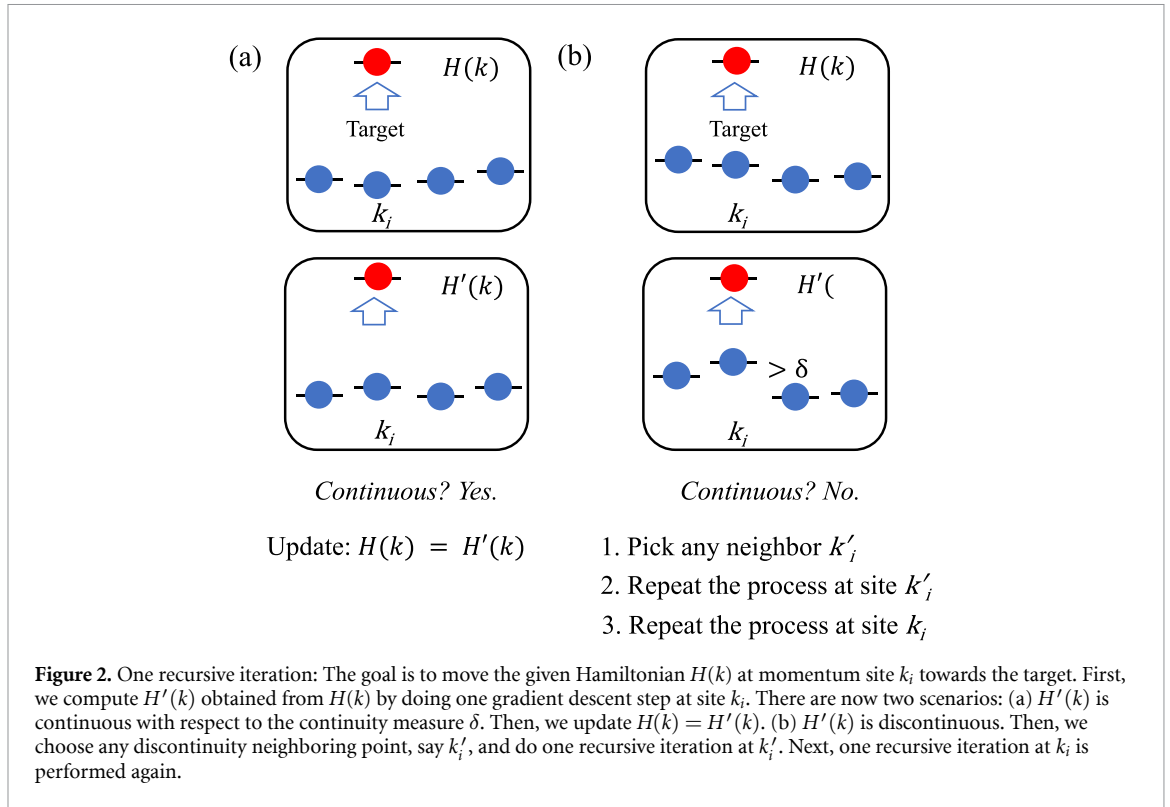 (a)
H(k)
Target
k_i
H'(k)
k_i
Continuous? Yes.
Update: H(k) = H'(k)
(b)
H(k)
Target
k_i
H'(
> δ
k_i
Continuous? No.
1. Pick any neighbor k'_i
2. Repeat the process at site k'_i
3. Repeat the process at site k_i
Figure 2. One recursive iteration: The goal is to move the given Hamiltonian H(k) at momentum site k_i towards the target. First,
we compute H'(k) obtained from H(k) by doing one gradient descent step at site k_i. There are now two scenarios: (a) H'(k) is
continuous with respect to the continuity measure δ. Then, we update H(k) = H'(k). (b) H'(k) is discontinuous. Then, we
choose any discontinuity neighboring point, say k'_i, and do one recursive iteration at k'_i. Next, one recursive iteration at k_i is
performed again.